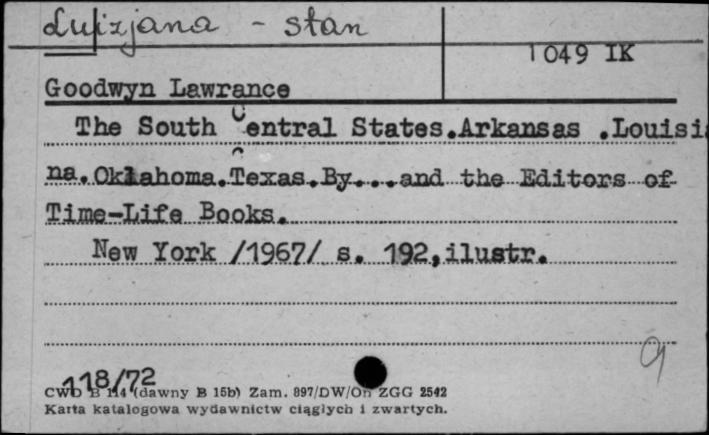 Luizjana - stan
1049 IK
Goodwyn Lawrance
The South Central States.Arkansas .Louisi
na.Oklahoma.Texas.By...and the Editors of
Time-Life Books.
New York /1967/ s. 192,ilustr.
118/72
CWD B 114 (dawny B 15b) Zam. 897/DW/On ZGG 2542
Karta katalogowa wydawnictw ciągłych i zwartych.